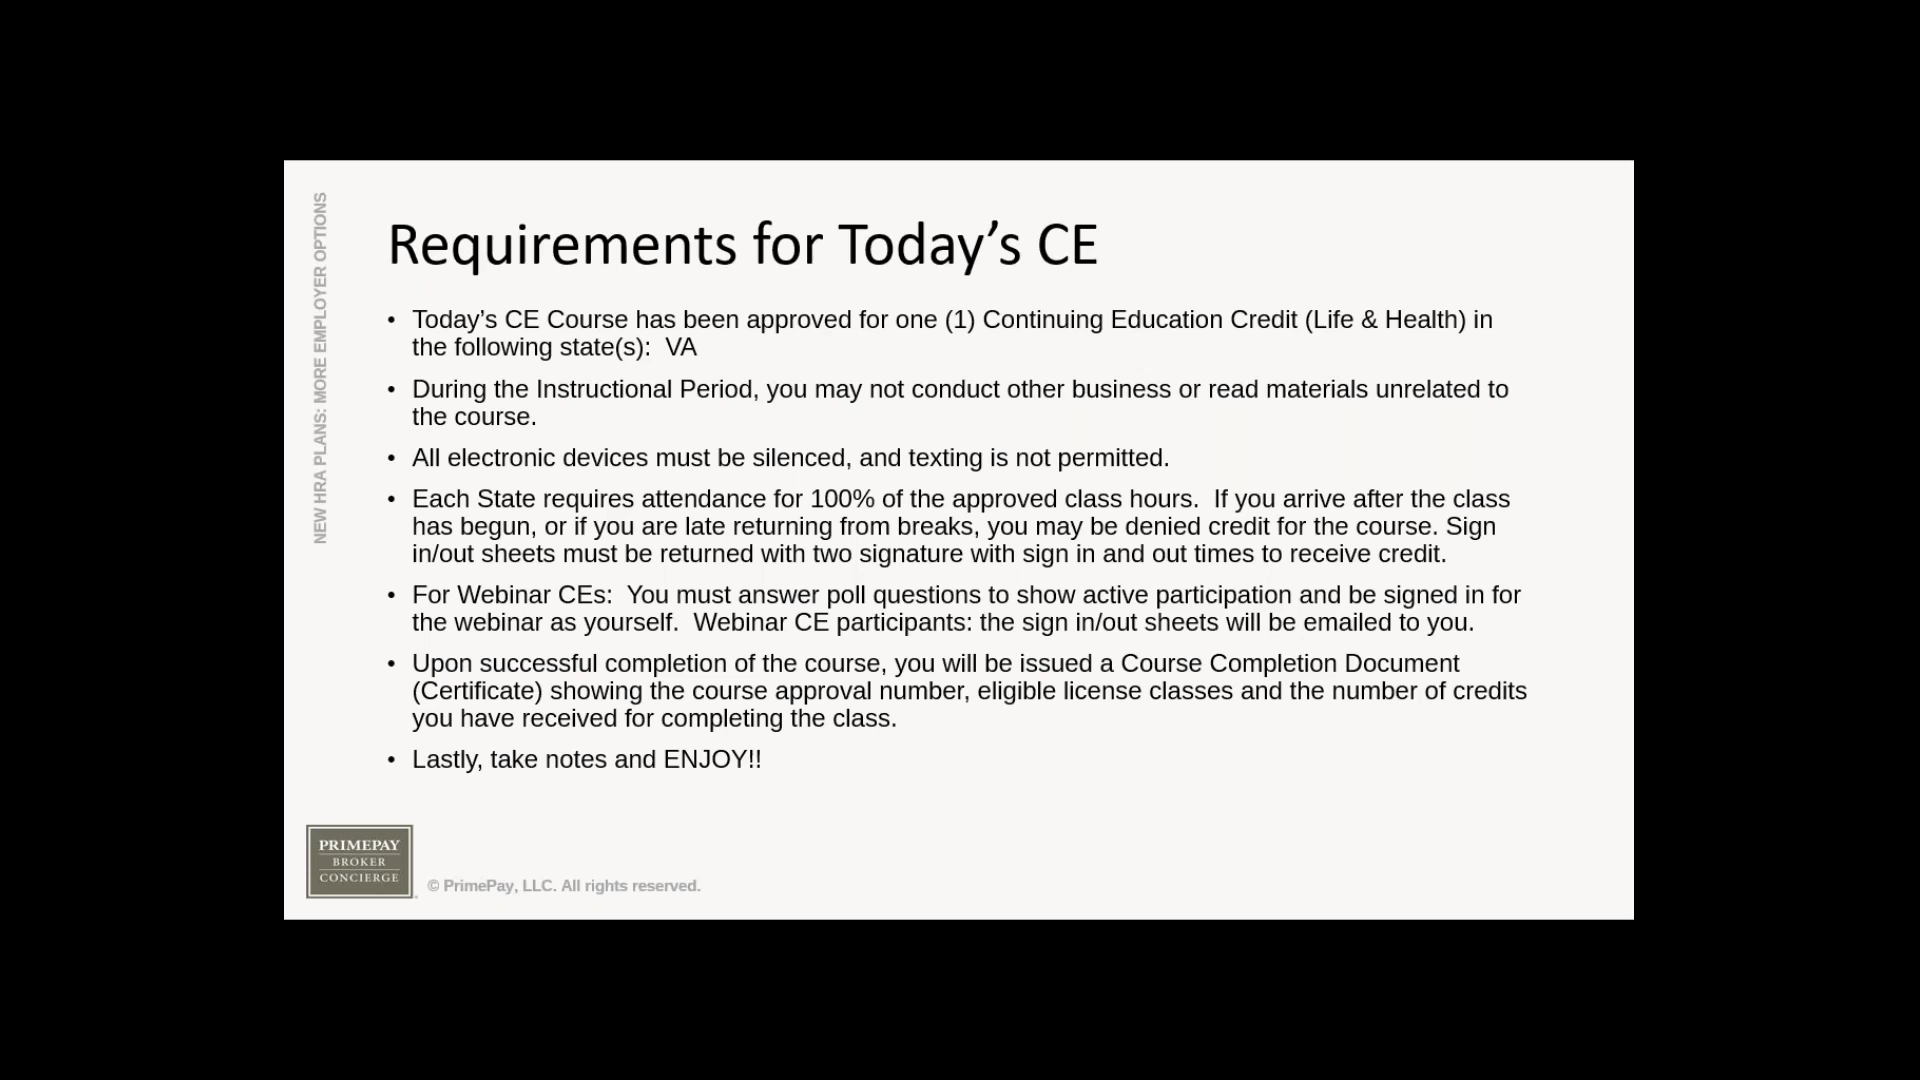 NEW HRA PLANS: MORE EMPLOYER OPTIONS
Requirements for Today’s CE
• Today’s CE Course has been approved for one (1) Continuing Education Credit (Life & Health) in
the following state(s):  VA
• During the Instructional Period, you may not conduct other business or read materials unrelated to
the course.
• All electronic devices must be silenced, and texting is not permitted.
• Each State requires attendance for 100% of the approved class hours.  If you arrive after the class
has begun, or if you are late returning from breaks, you may be denied credit for the course. Sign
in/out sheets must be returned with two signature with sign in and out times to receive credit.
• For Webinar CEs:  You must answer poll questions to show active participation and be signed in for
the webinar as yourself.  Webinar CE participants: the sign in/out sheets will be emailed to you.
• Upon successful completion of the course, you will be issued a Course Completion Document
(Certificate) showing the course approval number, eligible license classes and the number of credits
you have received for completing the class.
• Lastly, take notes and ENJOY!!
PRIMEPAY
BROKER
CONCIERGE
© PrimePay, LLC. All rights reserved.